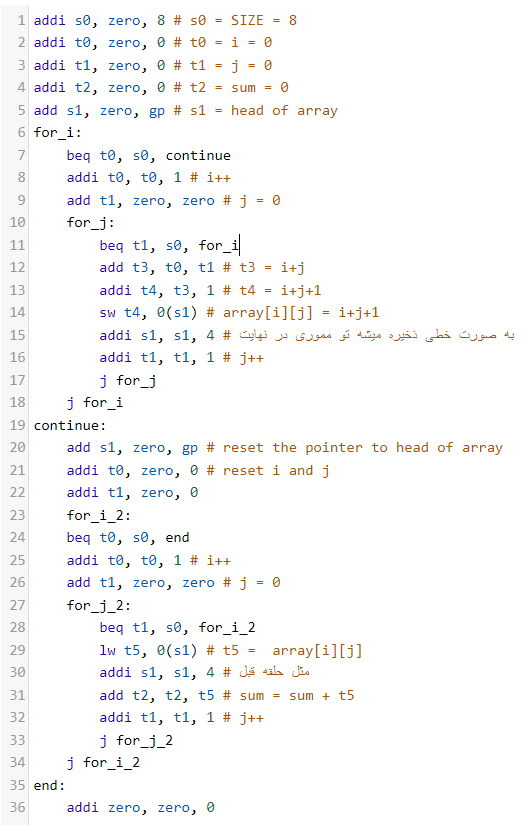 1 addi s0, zero, 8 # s0 = SIZE = 8
2 addi t0, zero, 0 # t0 = i = 0
3 addi t1, zero, 0 # t1 = j = 0
4 addi t2, zero, 0 # t2 = sum = 0
5 add s1, zero, gp # s1 = head of array
6 for_i:
7 beq t0, s0, continue
8 addi t0, t0, 1 # i++
9 add t1, zero, zero # j = 0
10 for_j:
11 beq t1, s0, for_i
12 add t3, t0, t1 # t3 = i+j
13 addi t4, t3, 1 # t4 = i+j+1
14 sw t4, 0(s1) # array[i][j] = i+j+1
15 addi s1, s1, 4 # به صورت خطی ذخیره میشه تو مموری در نهایت
16 addi t1, t1, 1 # j++
17 j for_j
18 j for_i
19 continue:
20 add s1, zero, gp # reset the pointer to head of array
21 addi t0, zero, 0 # reset i and j
22 addi t1, zero, 0
23 for_i_2:
24 beq t0, s0, end
25 addi t0, t0, 1 # i++
26 add t1, zero, zero # j = 0
27 for_j_2:
28 beq t1, s0, for_i_2
29 lw t5, 0(s1) # t5 =  array[i][j]
30 addi s1, s1, 4 # مثل حلقه قبل
31 add t2, t2, t5 # sum = sum + t5
32 addi t1, t1, 1 # j++
33 j for_j_2
34 j for_i_2
35 end:
36 addi zero, zero, 0